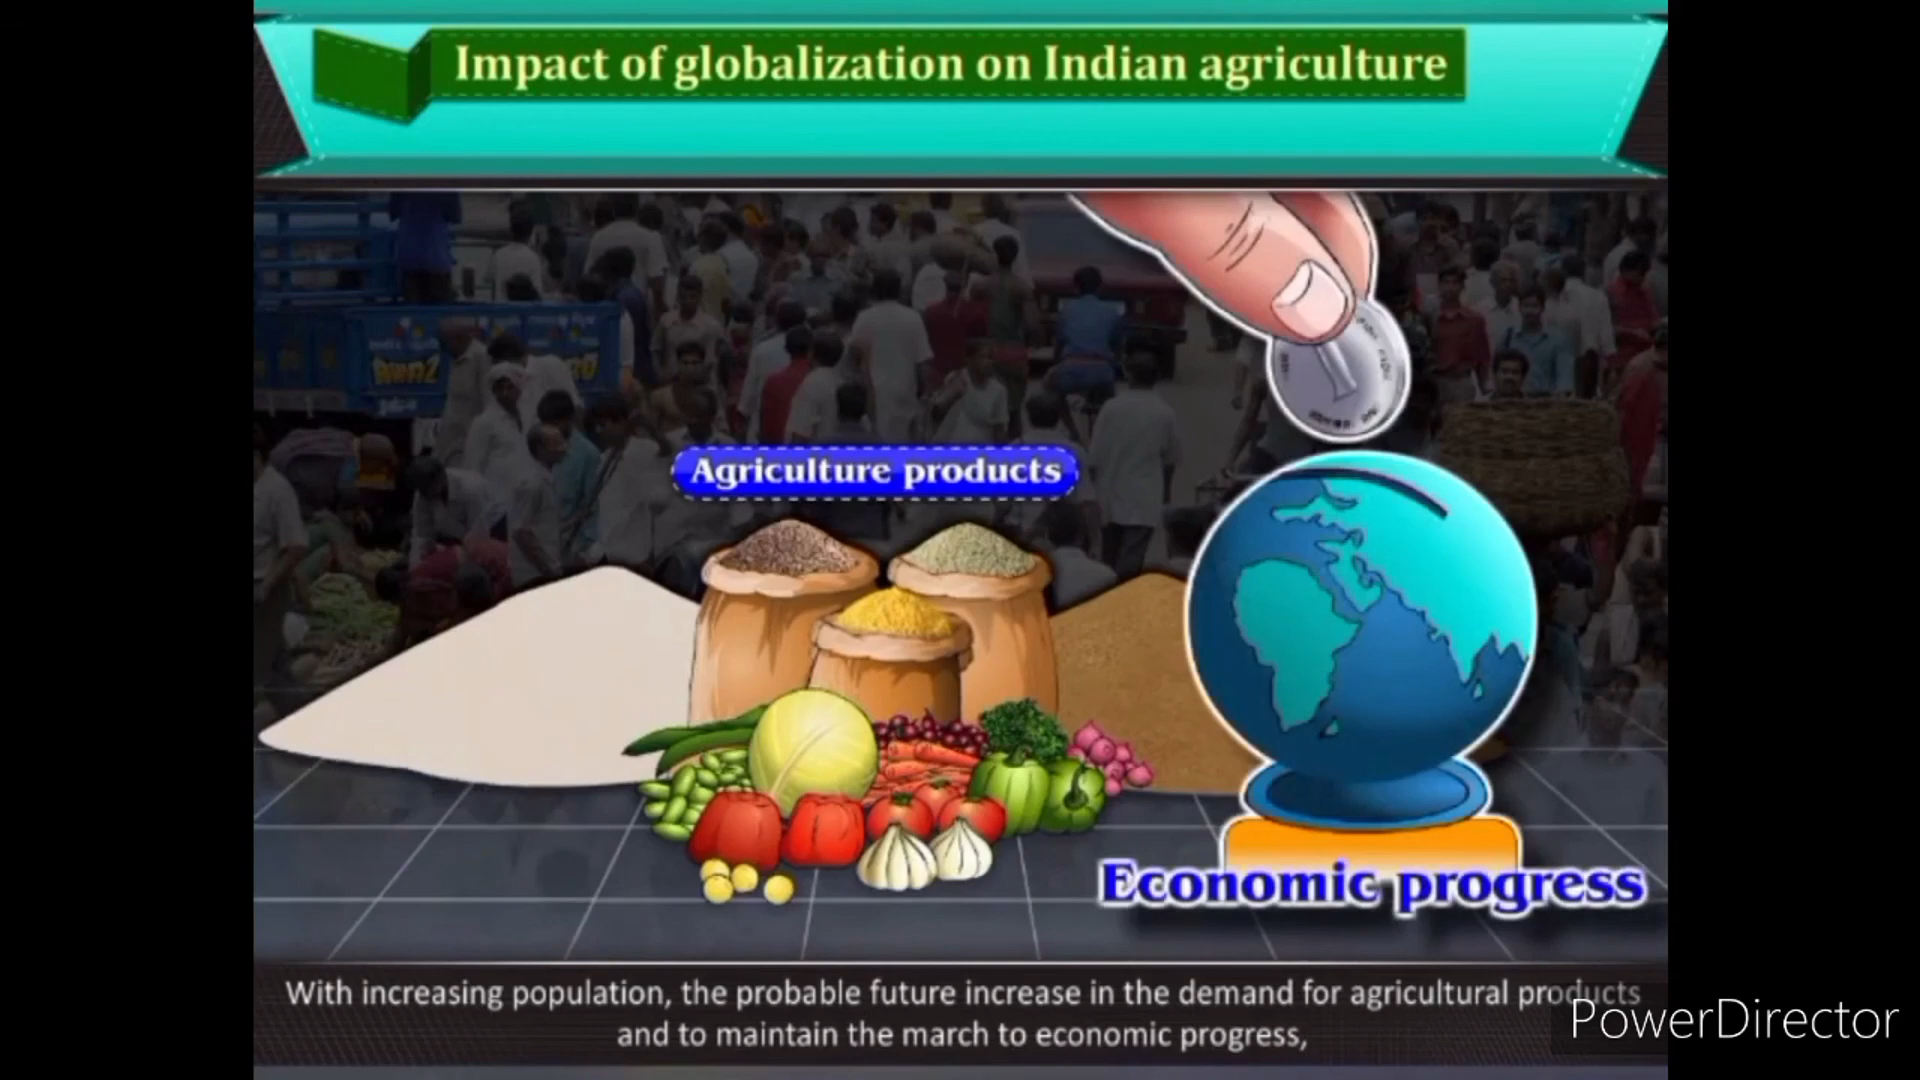 Impact of globalization on Indian agriculture
Agriculture products
Economic progress
With increasing population, the probable future increase in the demand for agricultural products
and to maintain the march to economic progress,
PowerDirector